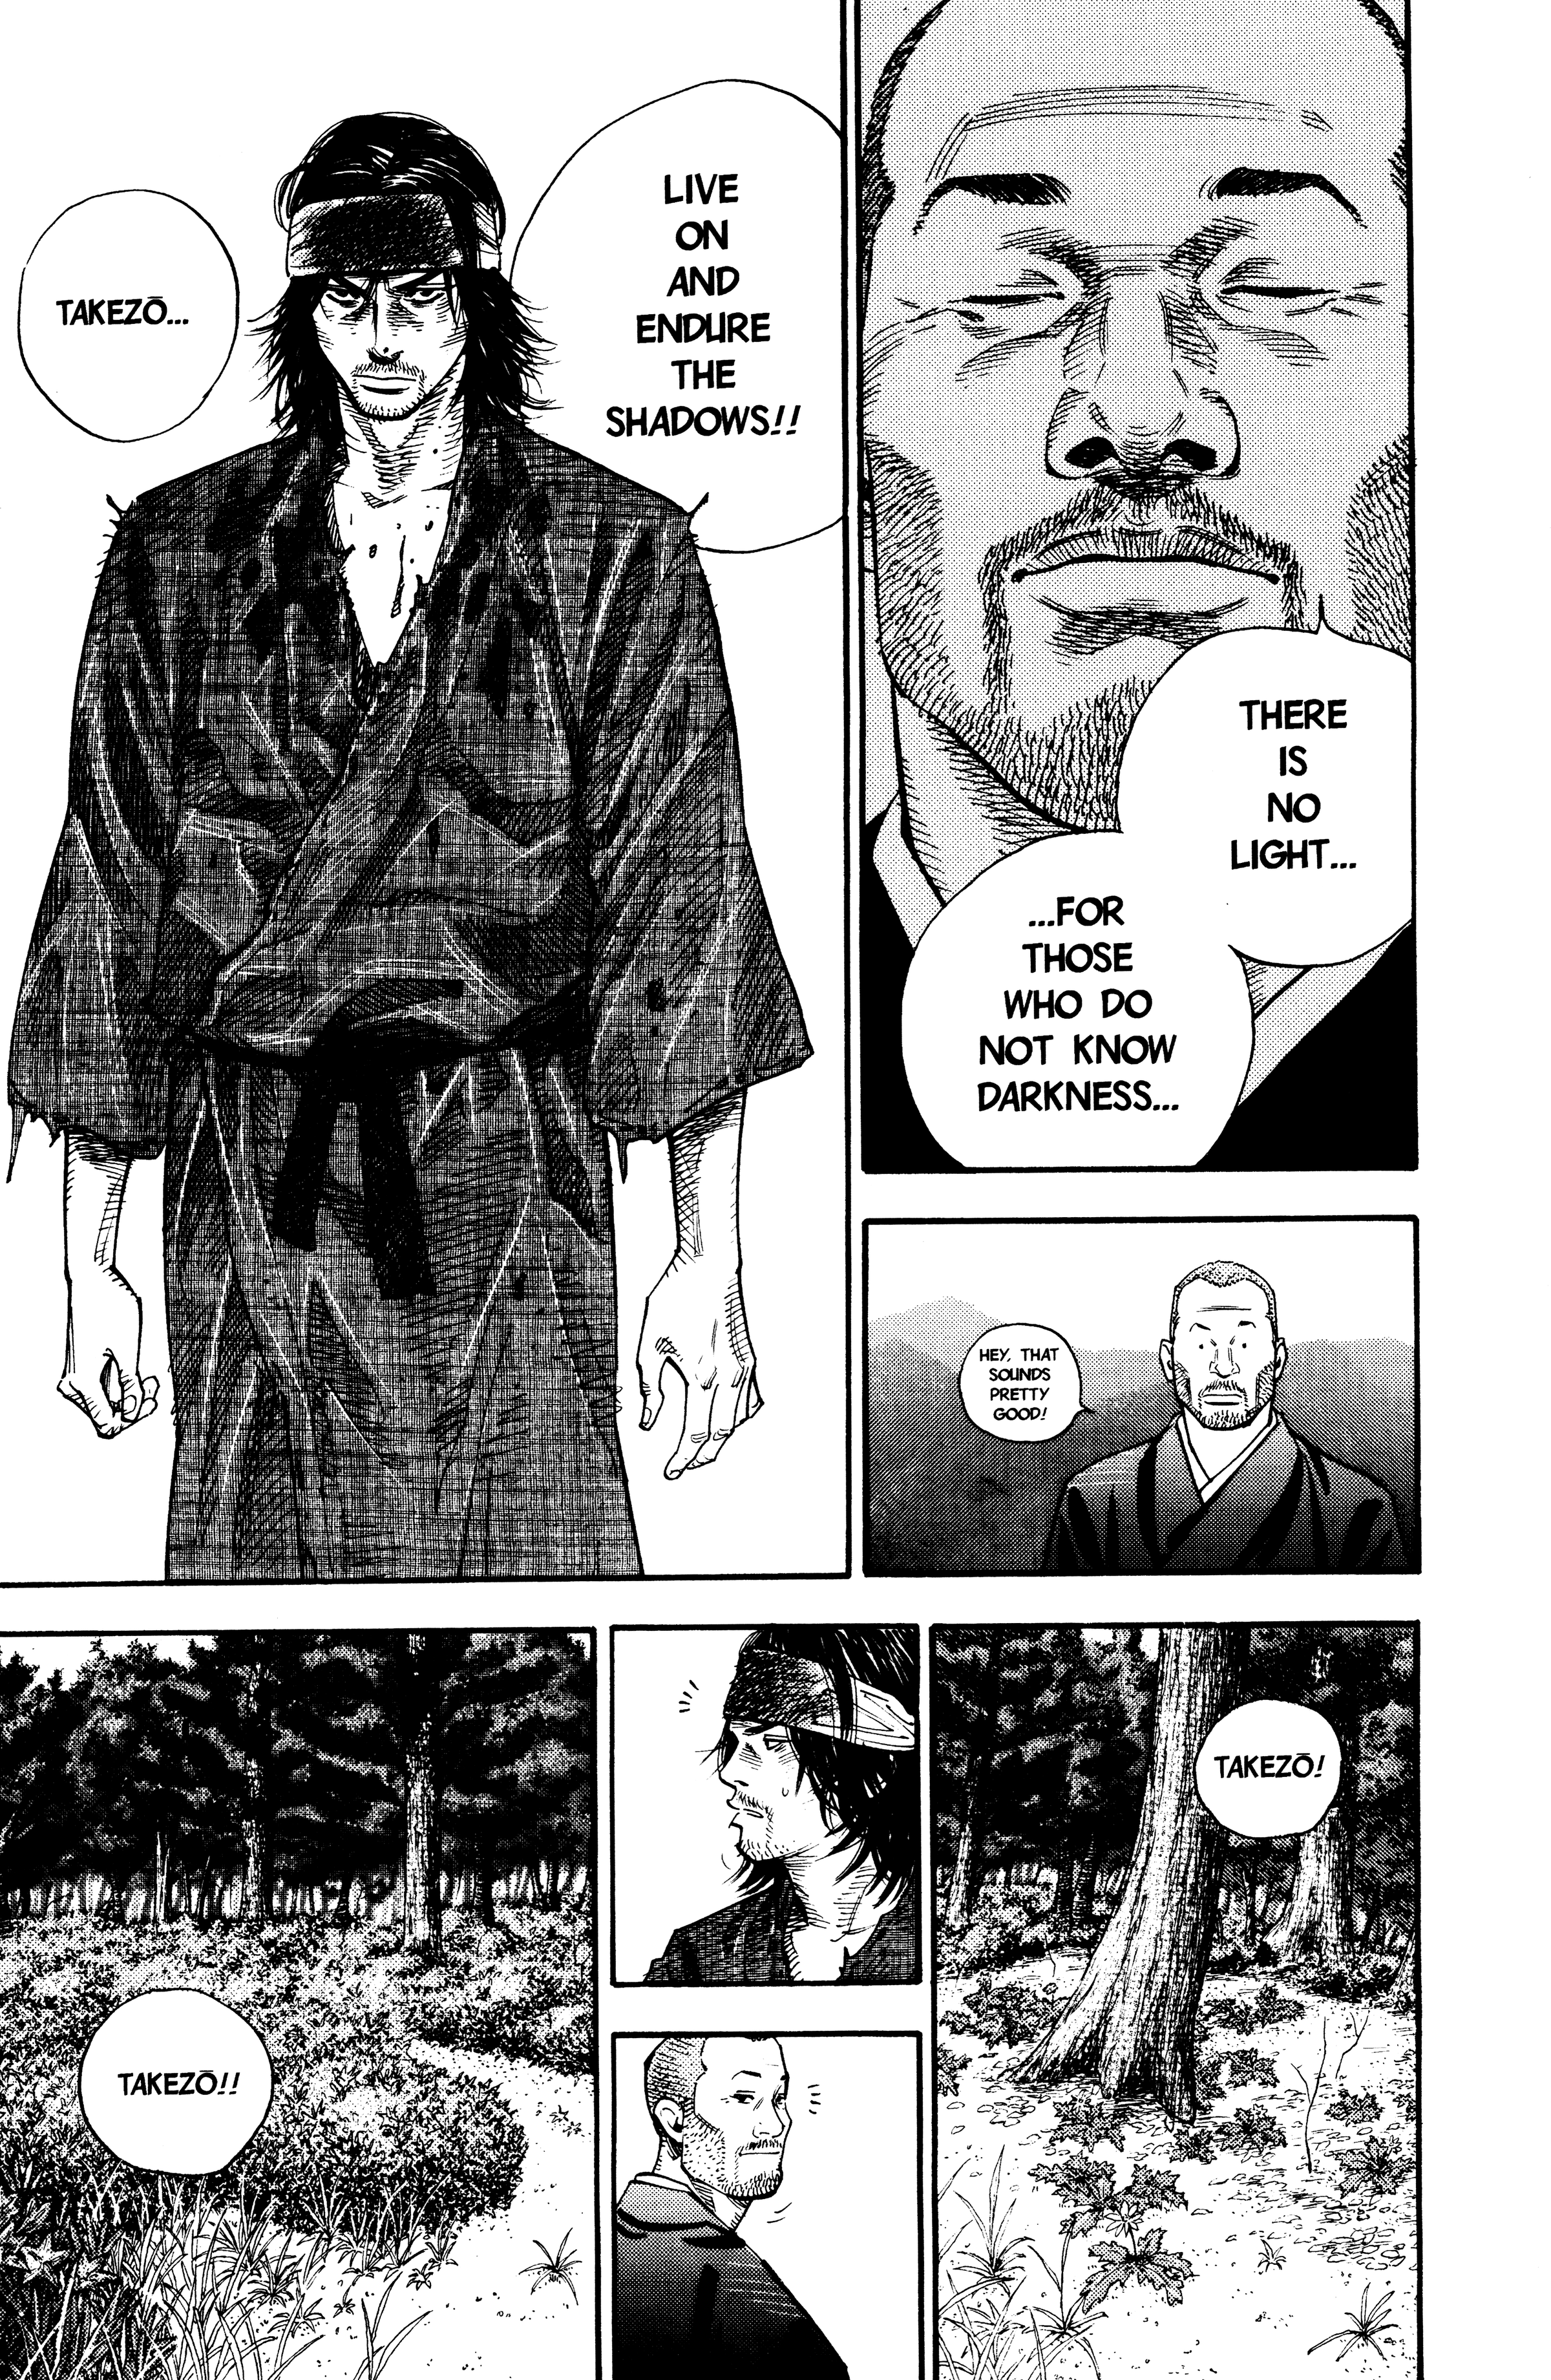 THERE
IS
NO
LIGHT...
...FOR
THOSE
WHO DO
NOT KNOW
DARKNESS...
HEY, THAT
SOUNDS
PRETTY
GOOD!
LIVE
ON
AND
ENDURE
THE
SHADOWS!!
TAKEZŌ...
TAKEZŌ!
TAKEZŌ!!